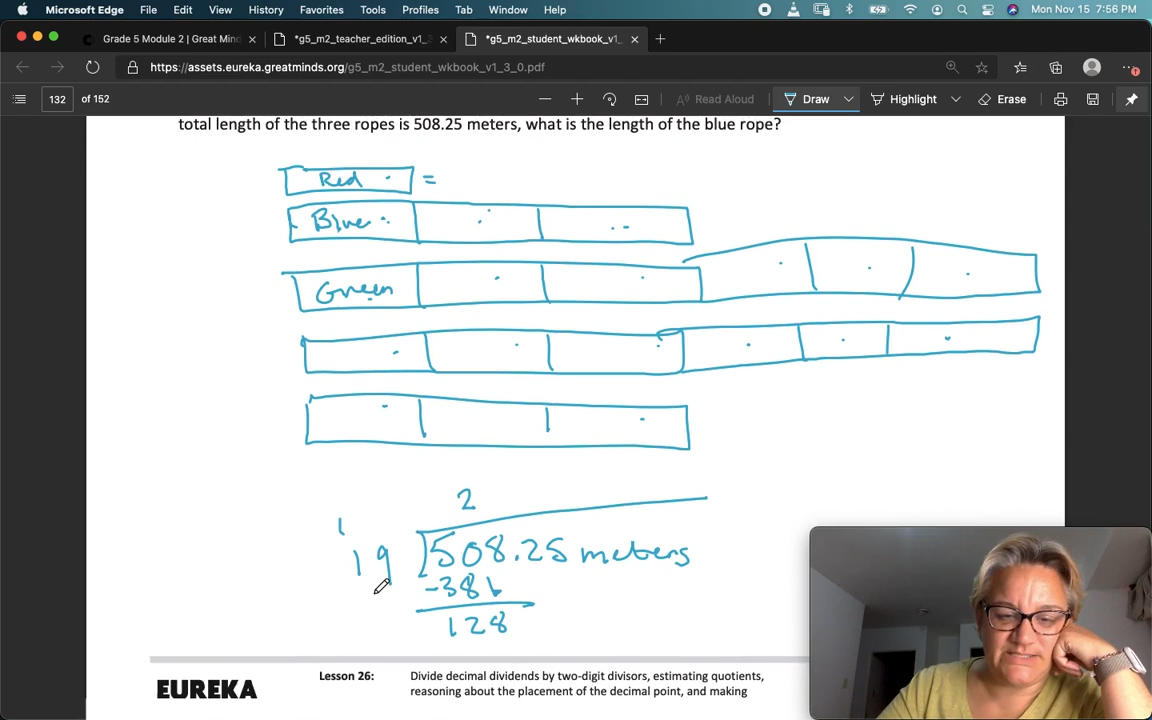 Microsoft Edge File Edit View History Favorites Tools Profiles Tab Window Help Mon Nov 15 7:56 PM
Grade 5 Module 2 | Great Mind *g5_m2_teacher_edition_v1_3 *g5_m2_student_wkbook_v1_
https://assets.eureka.greatminds.org/g5_m2_student_wkbook_v1_3_0.pdf
132 of 152 Read Aloud Draw Highlight Erase
total length of the three ropes is 508.25 meters, what is the length of the blue rope?
Red =
Blue
Green
2
1
19 508.25 meters
-38
128
EUREKA
Lesson 26: Divide decimal dividends by two-digit divisors, estimating quotients,
reasoning about the placement of the decimal point, and making